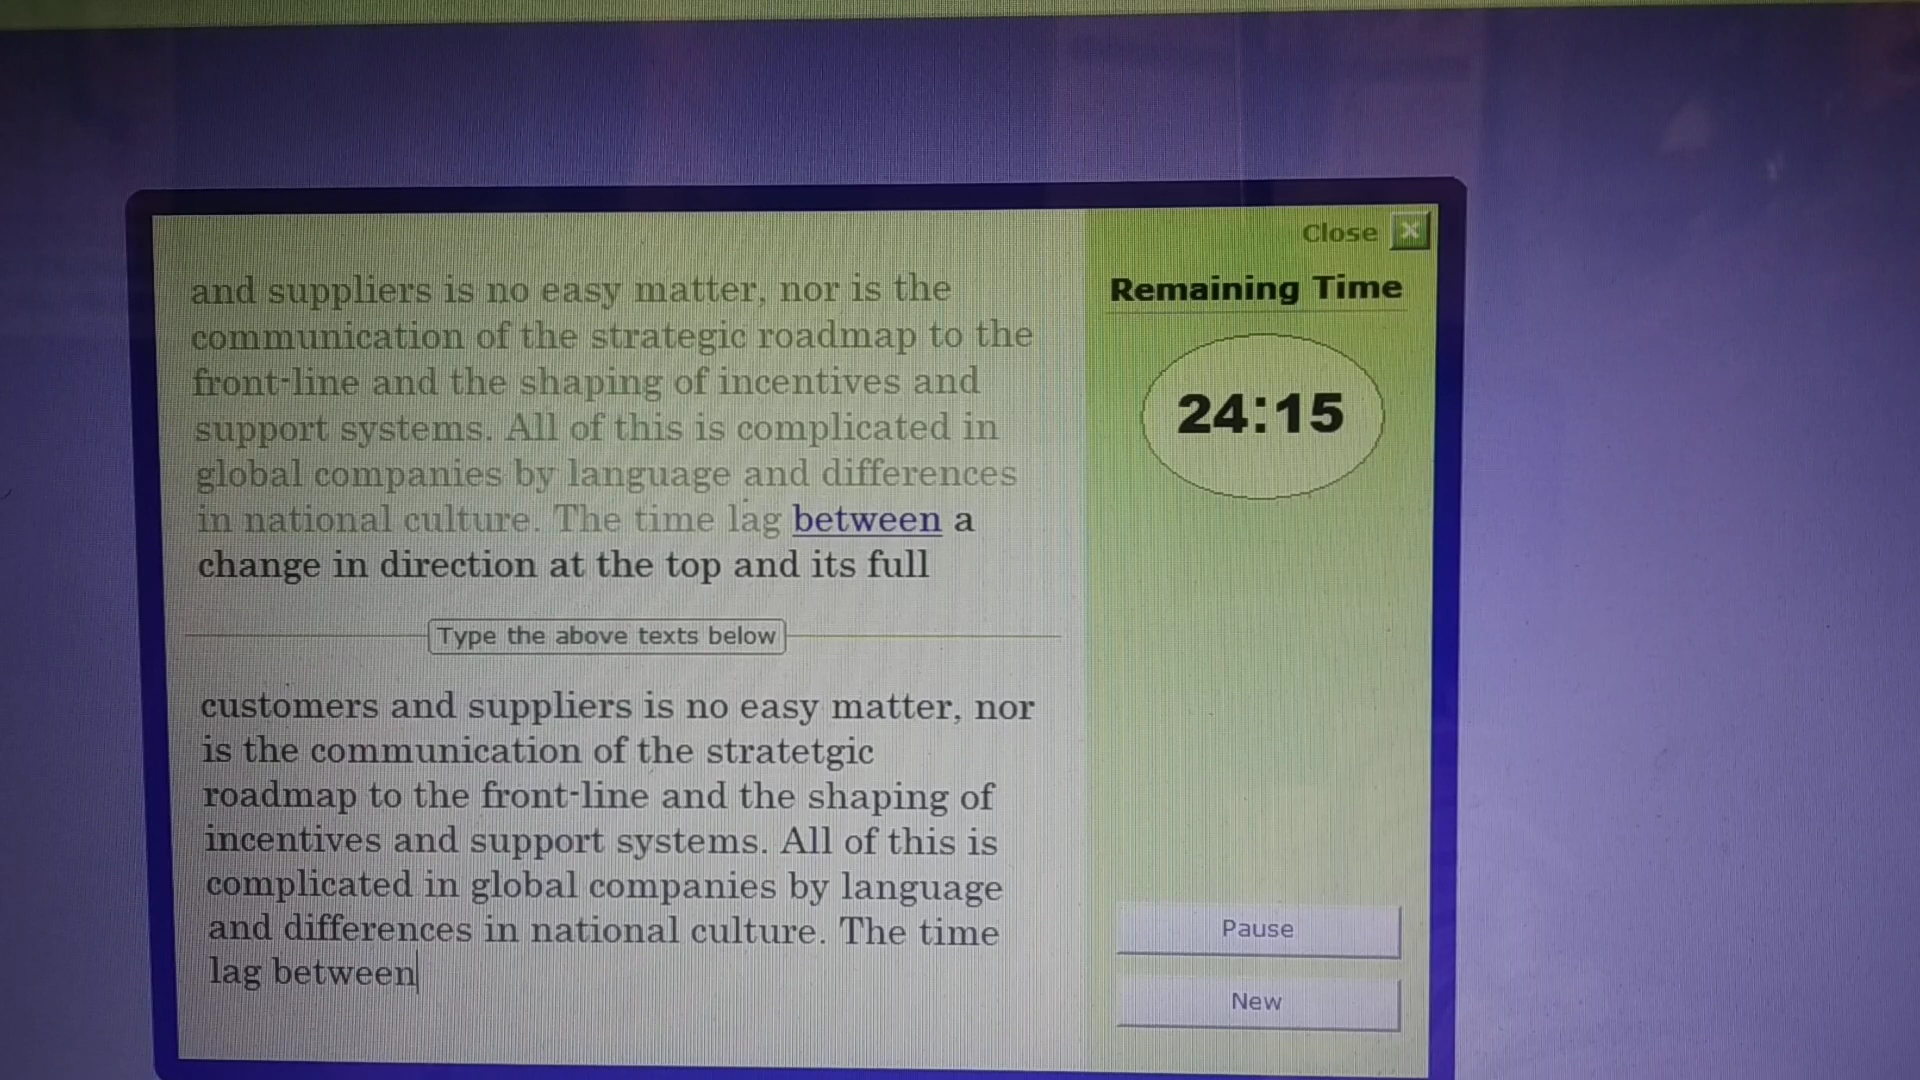 Close
and suppliers is no easy matter, nor is the
communication of the strategic roadmap to the
front-line and the shaping of incentives and
support systems. All of this is complicated in
global companies by language and differences
in national culture. The time lag between a
change in direction at the top and its full
Remaining Time
24:15
Type the above texts below
customers and suppliers is no easy matter, nor
is the communication of the stratetgic
roadmap to the front-line and the shaping of
incentives and support systems. All of this is
complicated in global companies by language
and differences in national culture. The time
lag between
Pause
New